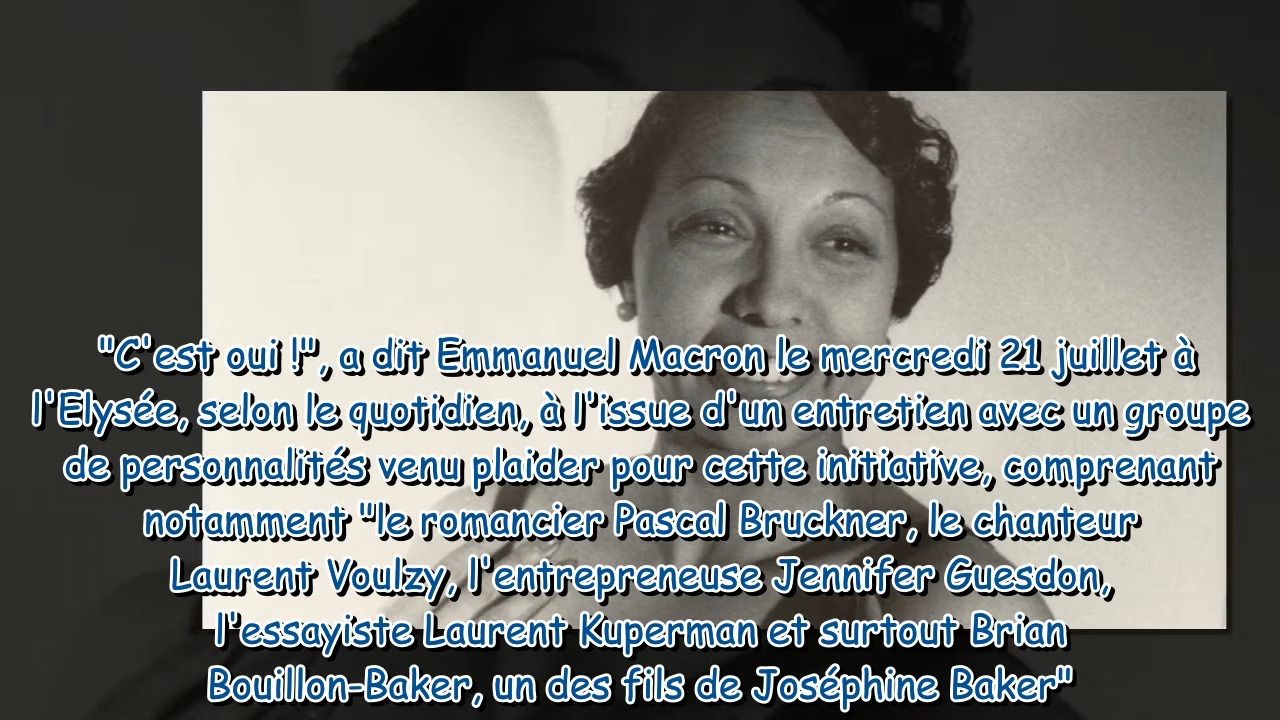 "C'est oui !", a dit Emmanuel Macron le mercredi 21 juillet à
l'Elysée, selon le quotidien, à l'issue d'un entretien avec un groupe
de personnalités venu plaider pour cette initiative, comprenant
notamment "le romancier Pascal Bruckner, le chanteur
Laurent Voulzy, l'entrepreneuse Jennifer Guesdon,
l'essayiste Laurent Kuperman et surtout Brian
Bouillon-Baker, un des fils de Joséphine Baker"